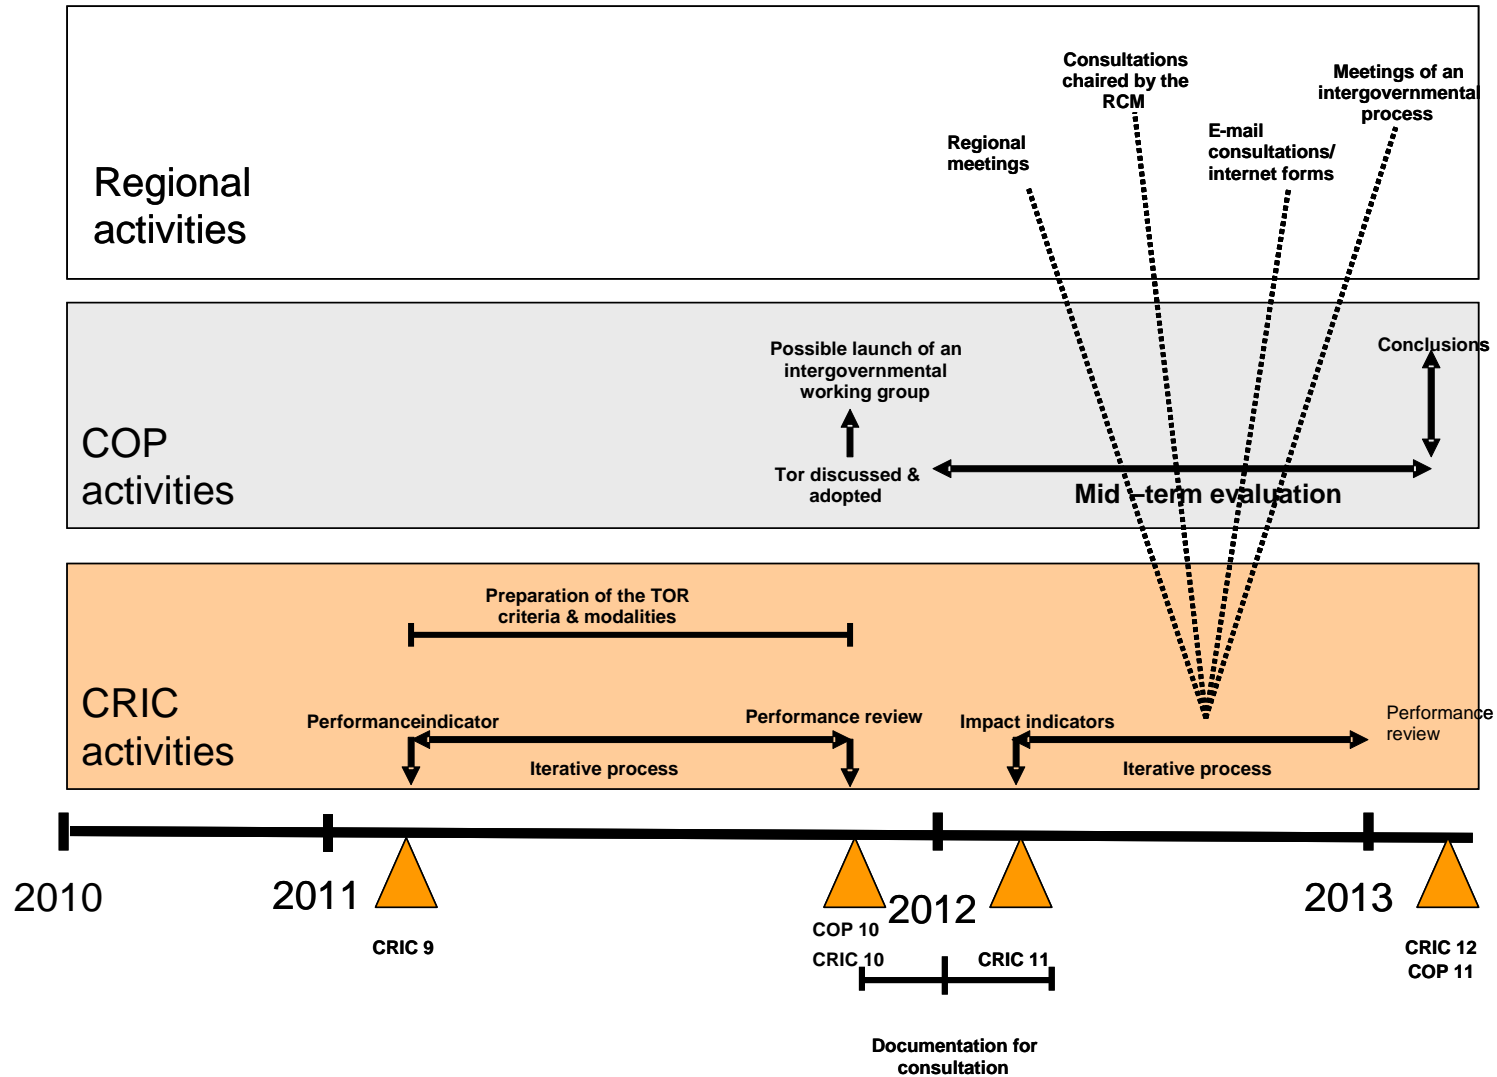 Consultations
chaired by the
RCM
Meetings of an
intergovernmental
process
E-mail
consultations/
internet forms
Regional
meetings
Regional
activities
Possible launch of an
intergovernmental
working group
Conclusions
COP
activities
Tor discussed &
adopted
Mid –term evaluation
Preparation of the TOR
criteria & modalities
CRIC
activities
Performanceindicator
Performance review
Impact indicators
Performance
review
Iterative process
Iterative process
2010
2011
2012
2013
CRIC 9
COP 10
CRIC 10
CRIC 11
CRIC 12
COP 11
Documentation for
consultation